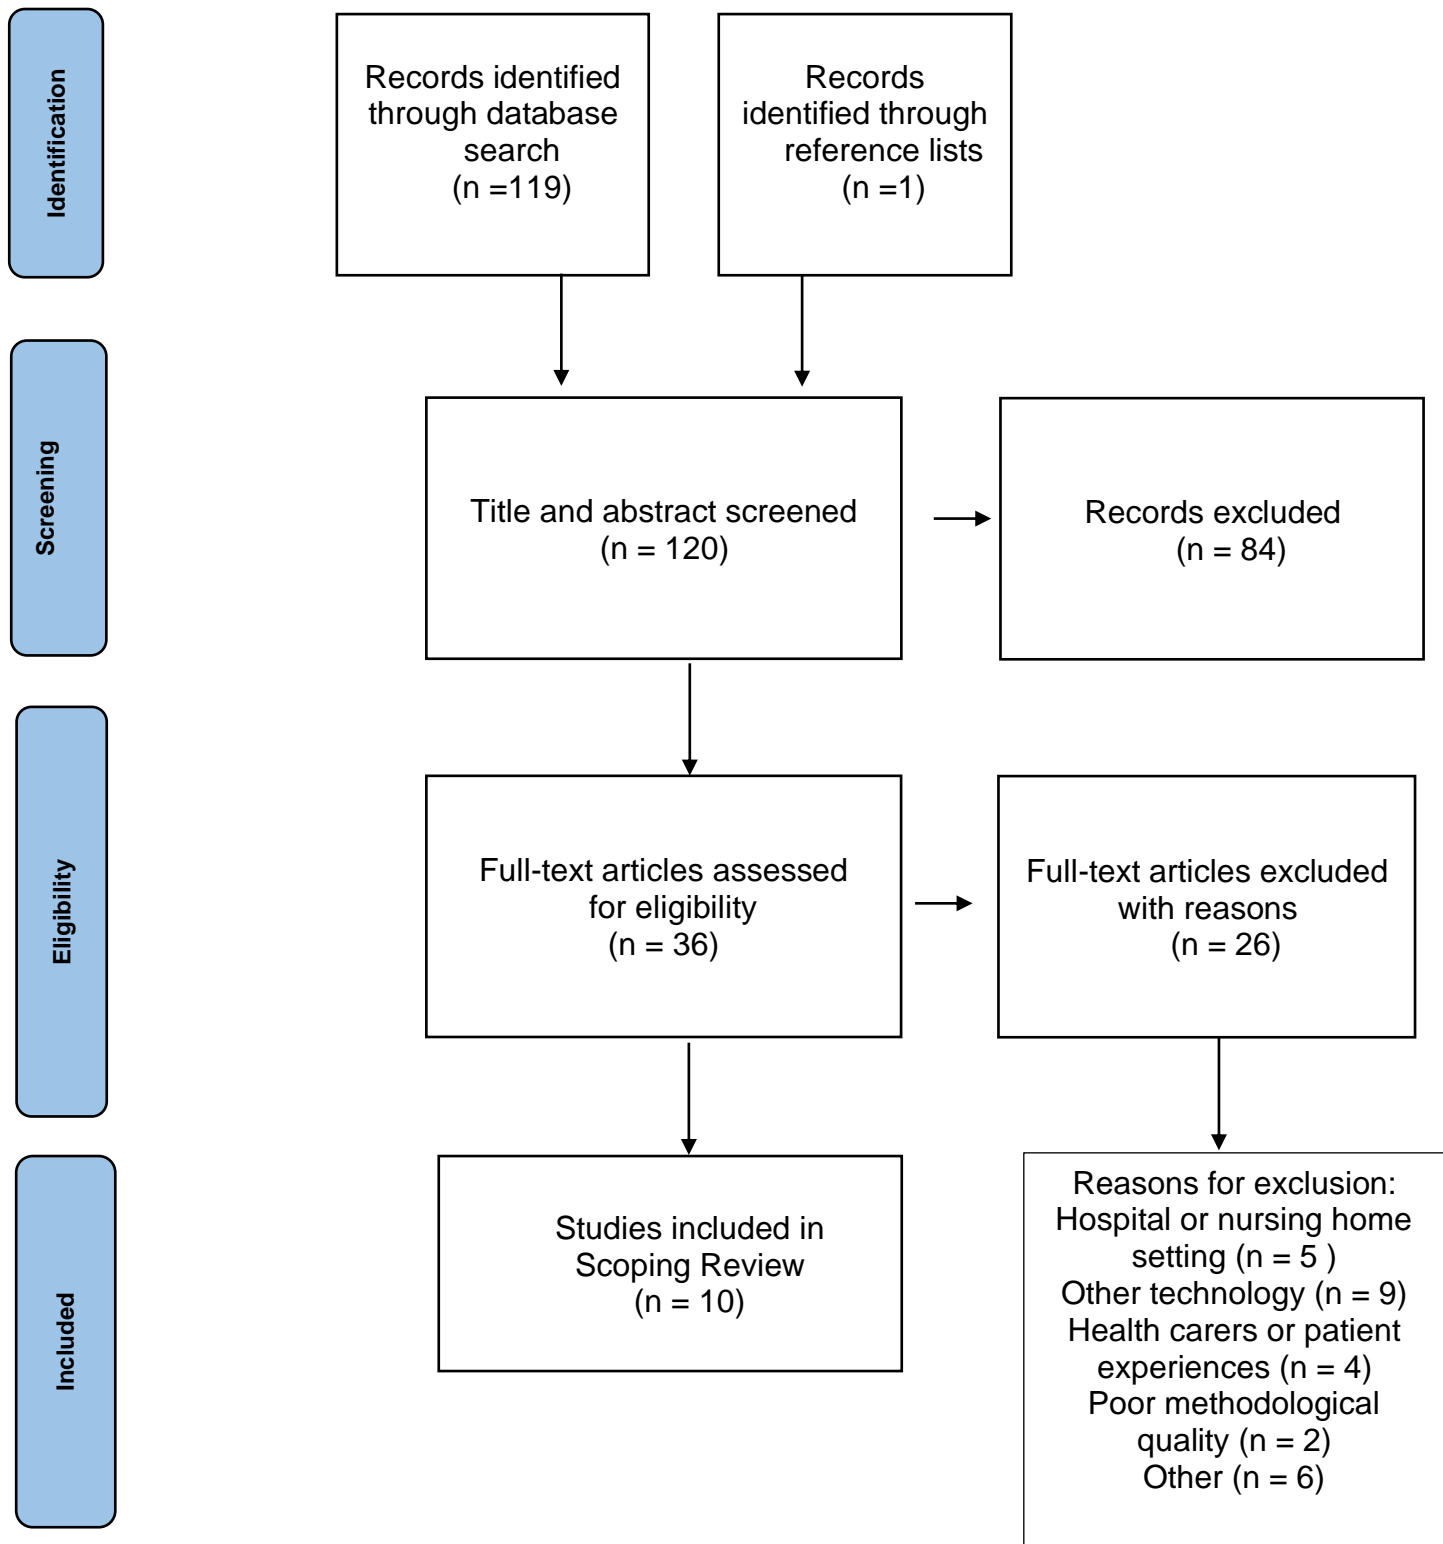 Identification
Records identified
through database
search
(n =119)
Records
identified through
reference lists
(n =1)
Screening
Title and abstract screened
(n = 120)
Records excluded
(n = 84)
Eligibility
Full-text articles assessed
for eligibility
(n = 36)
Full-text articles excluded
with reasons
(n = 26)
Included
Studies included in
Scoping Review
(n = 10)
Reasons for exclusion:
Hospital or nursing home
setting (n = 5 )
Other technology (n = 9)
Health carers or patient
experiences (n = 4)
Poor methodological
quality (n = 2)
Other (n = 6)